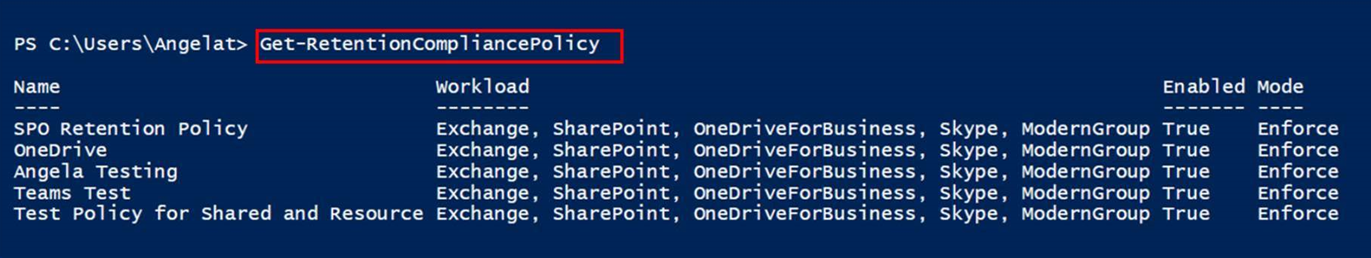 PS C:\Users\Angelat> Get-RetentionCompliancePolicy
Name Workload Enabled Mode
---- -------- ------- ----
SPO Retention Policy Exchange, SharePoint, OneDriveForBusiness, Skype, ModernGroup True Enforce
OneDrive Exchange, SharePoint, OneDriveForBusiness, Skype, ModernGroup True Enforce
Angela Testing Exchange, SharePoint, OneDriveForBusiness, Skype, ModernGroup True Enforce
Teams Test Exchange, SharePoint, OneDriveForBusiness, Skype, ModernGroup True Enforce
Test Policy for Shared and Resource Exchange, SharePoint, OneDriveForBusiness, Skype, ModernGroup True Enforce